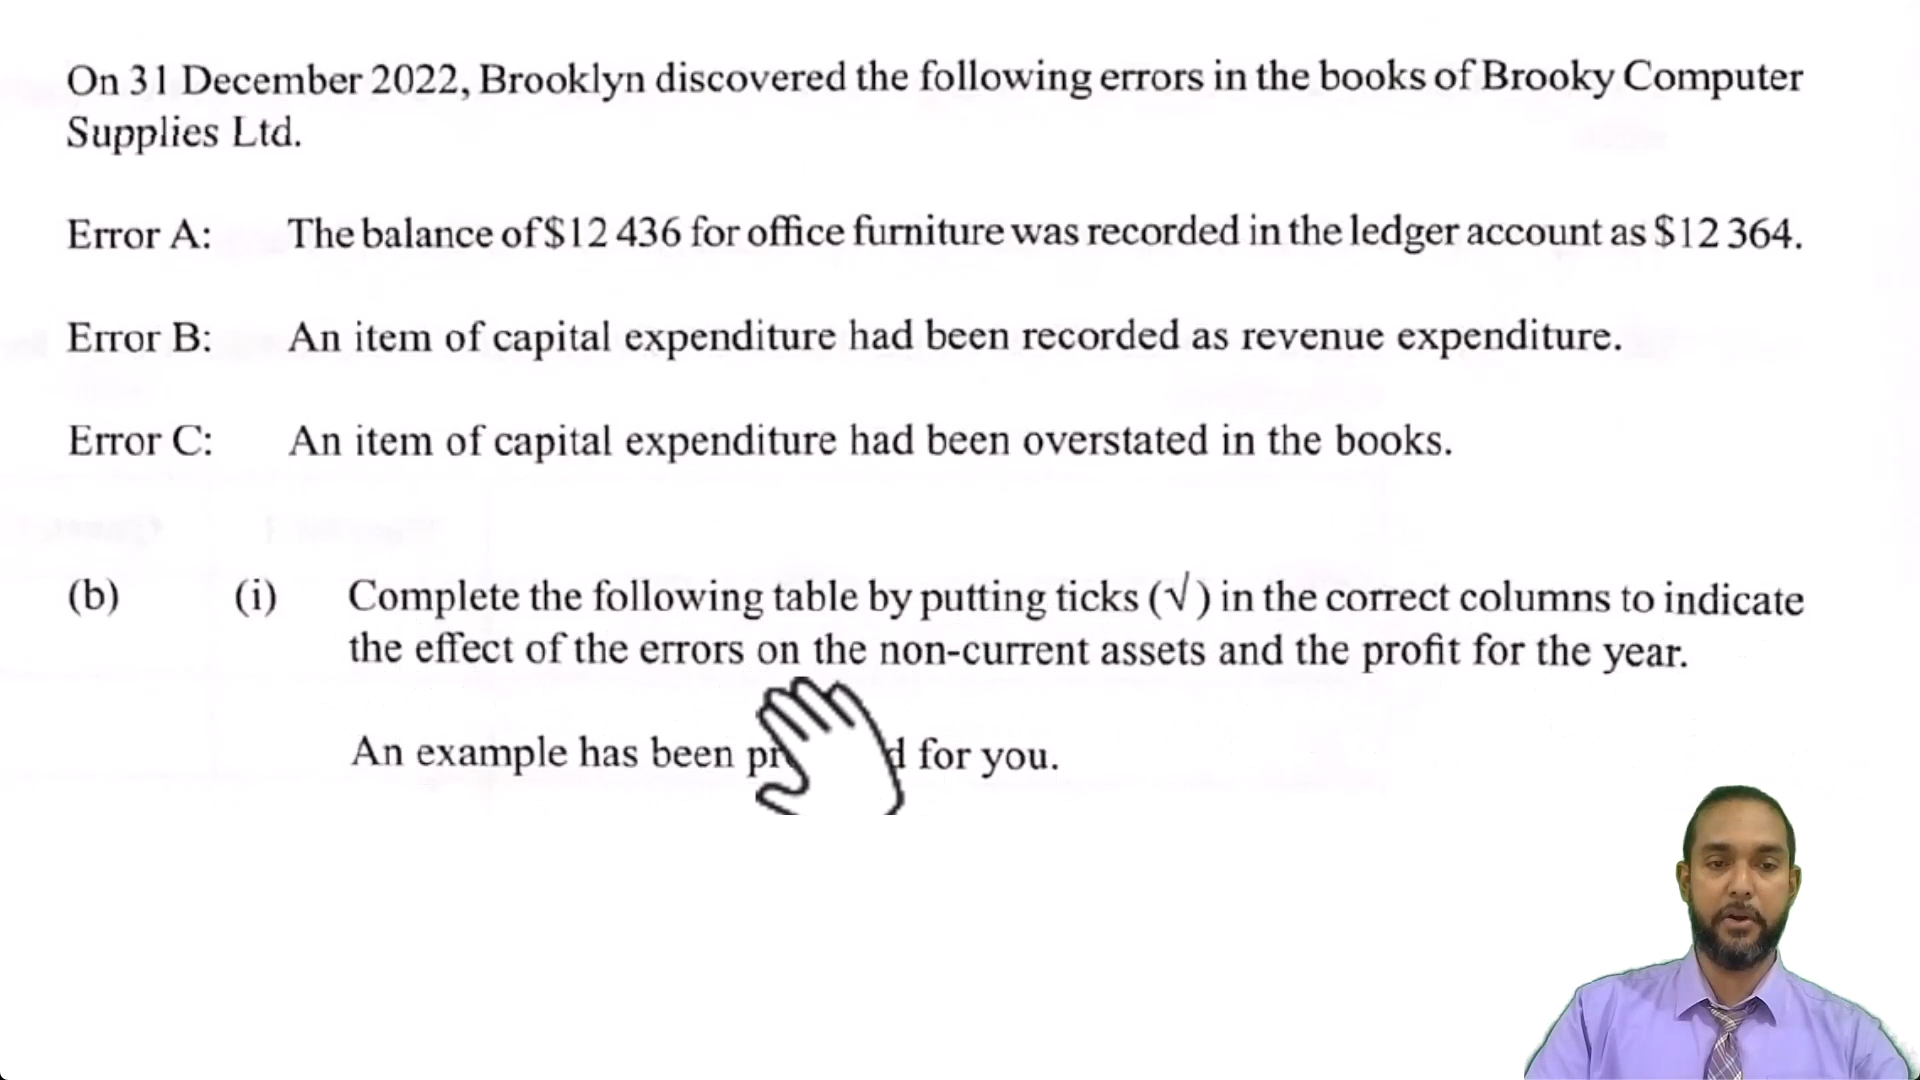 On 31 December 2022, Brooklyn discovered the following errors in the books of Brooky Computer
Supplies Ltd.
Error A: The balance of $12 436 for office furniture was recorded in the ledger account as $12 364.
Error B: An item of capital expenditure had been recorded as revenue expenditure.
Error C: An item of capital expenditure had been overstated in the books.
(b) (i) Complete the following table by putting ticks (√) in the correct columns to indicate
the effect of the errors on the non-current assets and the profit for the year.
An example has been for you.